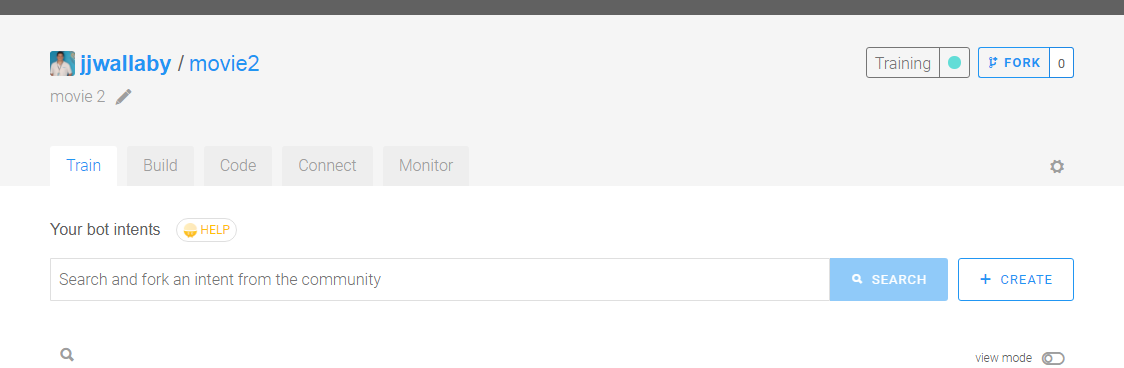 jjwallaby / movie2
Training
FORK
0
movie 2
Train
Build
Code
Connect
Monitor
Your bot intents
HELP
Search and fork an intent from the community
SEARCH
+ CREATE
view mode